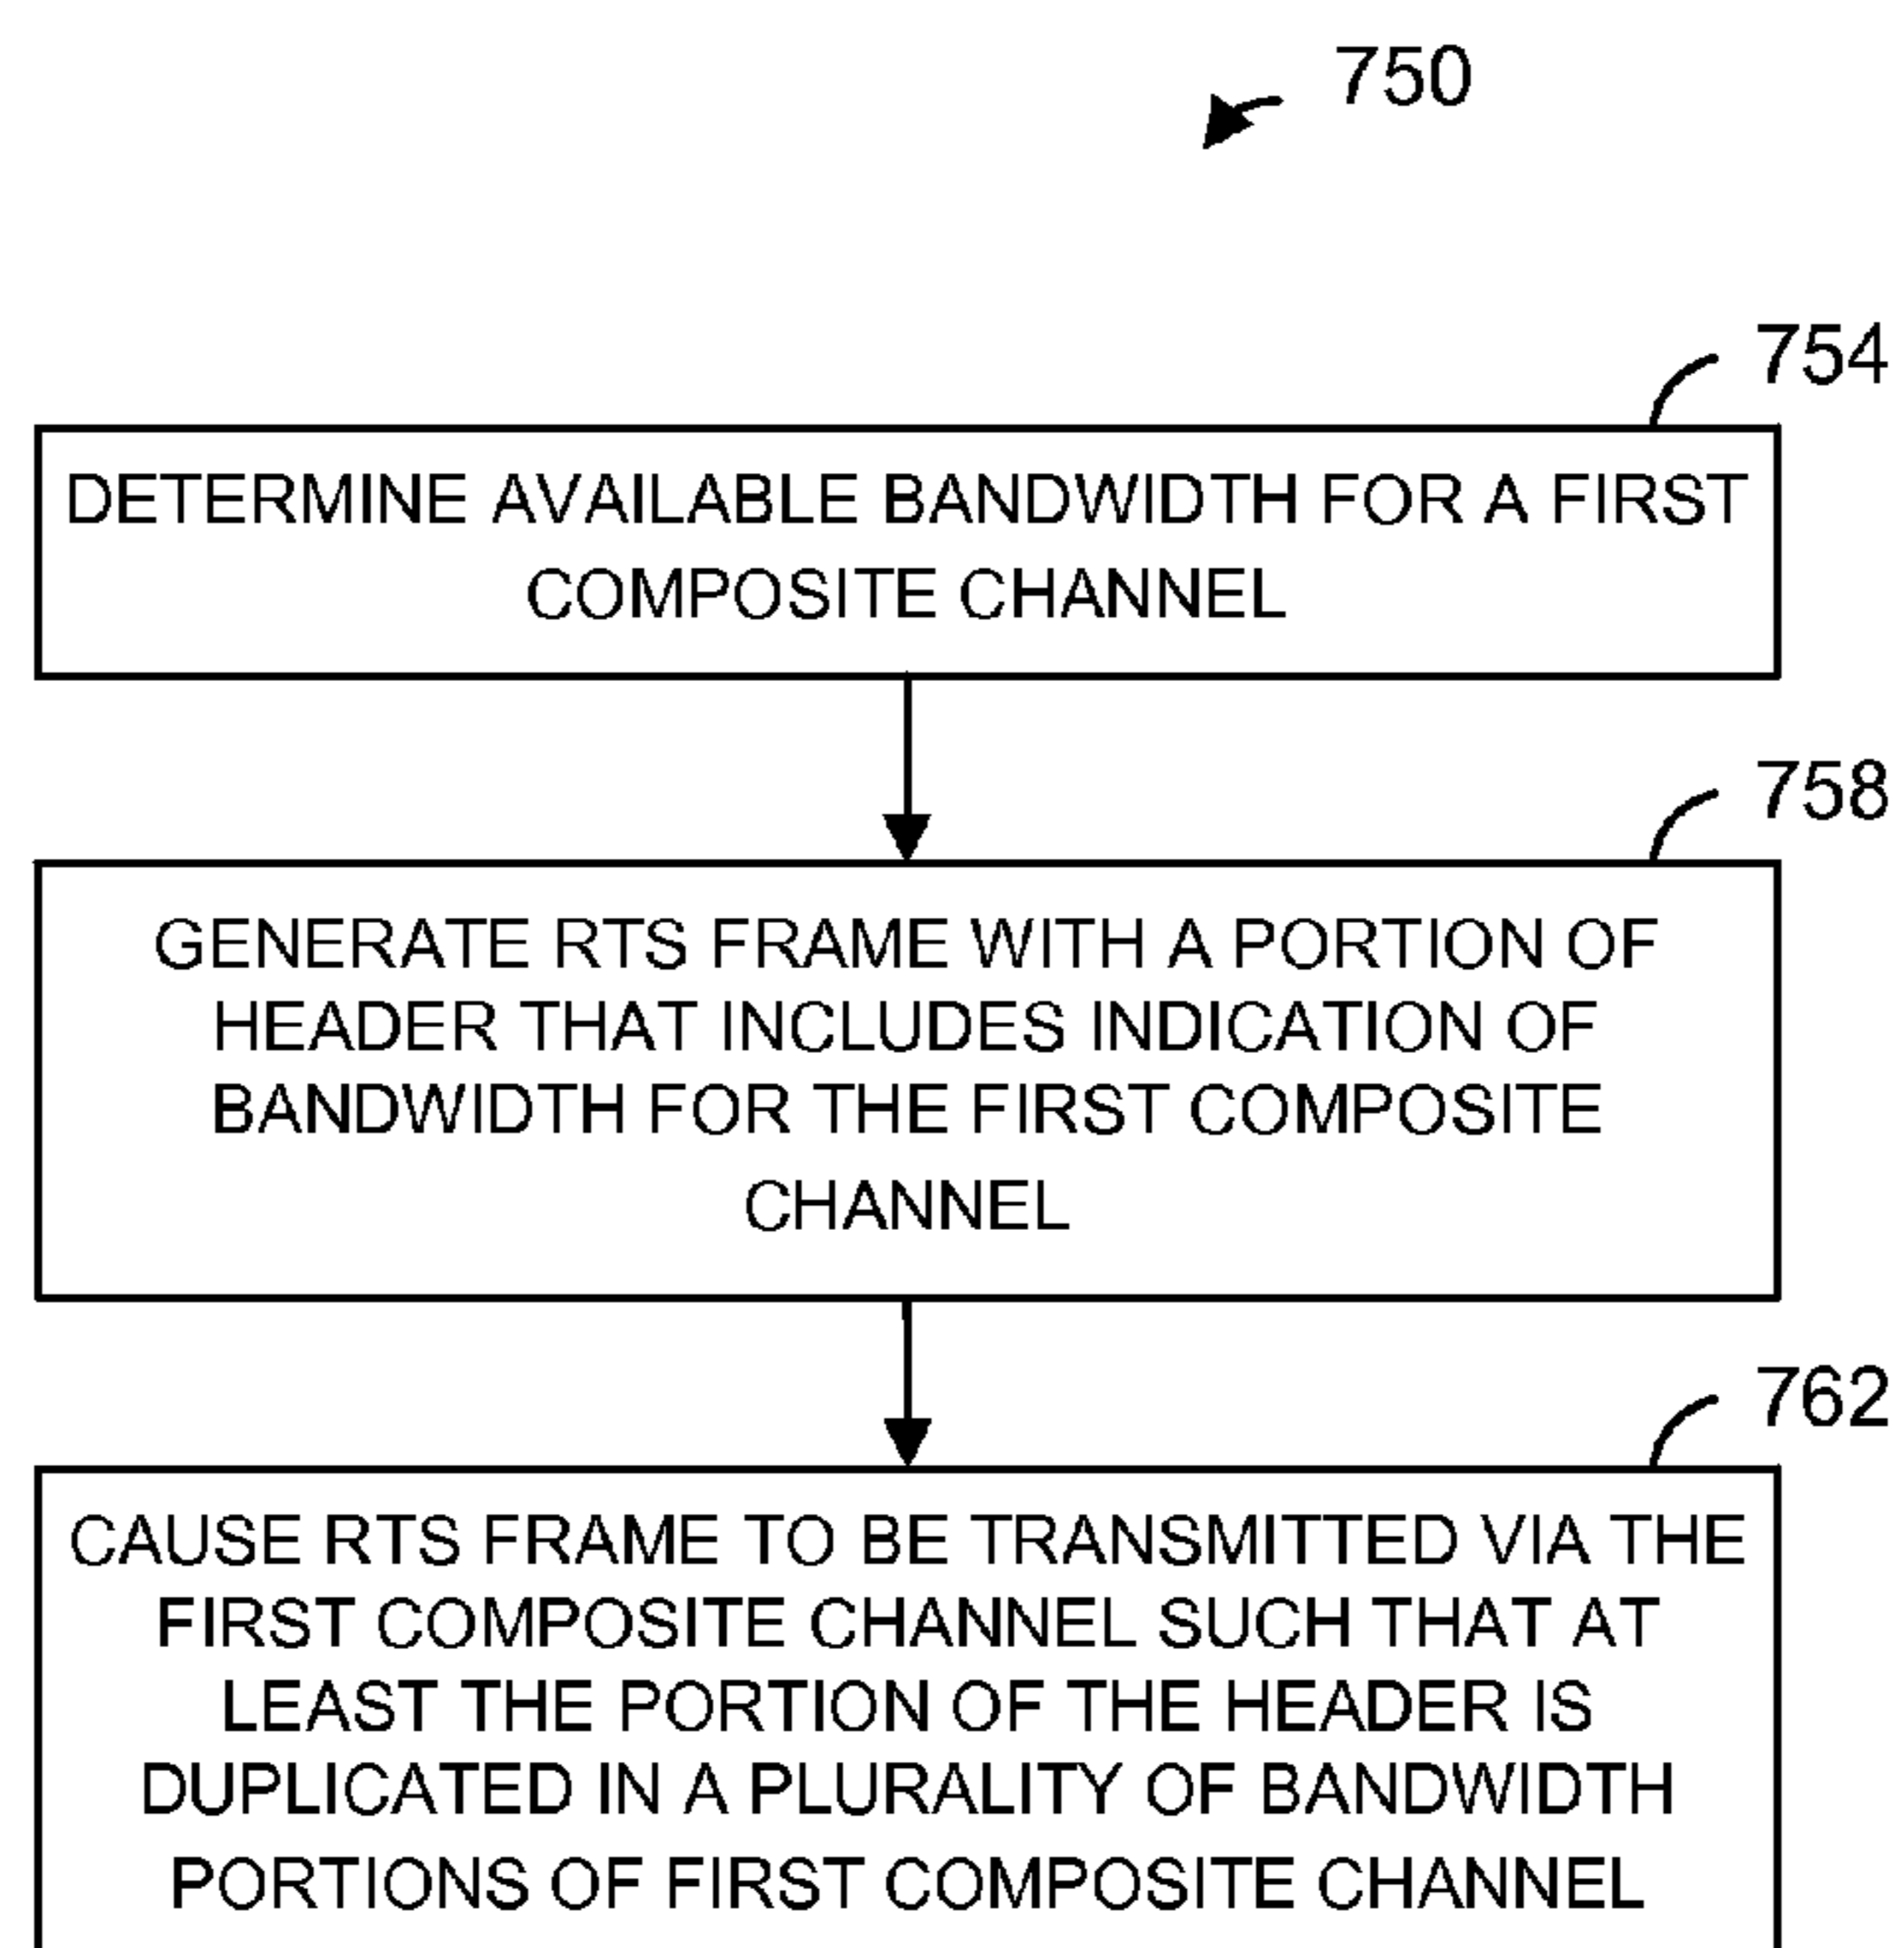 750
754
DETERMINE AVAILABLE BANDWIDTH FOR A FIRST
COMPOSITE CHANNEL
758
GENERATE RTS FRAME WITH A PORTION OF
HEADER THAT INCLUDES INDICATION OF
BANDWIDTH FOR THE FIRST COMPOSITE
CHANNEL
762
CAUSE RTS FRAME TO BE TRANSMITTED VIA THE
FIRST COMPOSITE CHANNEL SUCH THAT AT
LEAST THE PORTION OF THE HEADER IS
DUPLICATED IN A PLURALITY OF BANDWIDTH
PORTIONS OF FIRST COMPOSITE CHANNEL